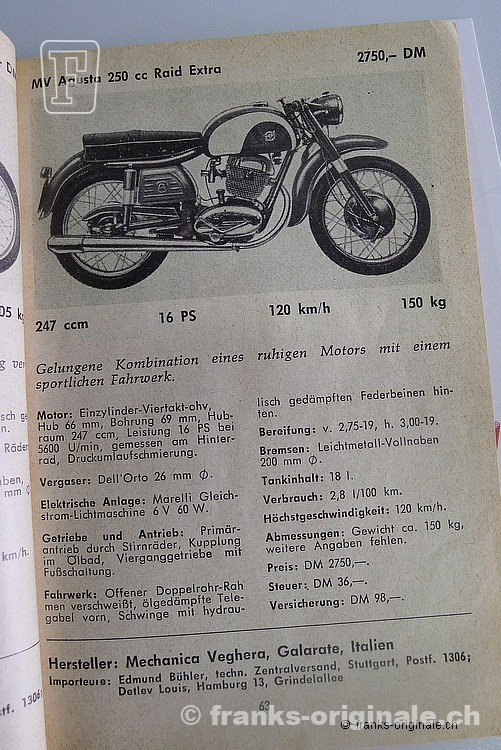 MV Agusta 250 cc Raid Extra 2750,– DM
247 ccm 16 PS 120 km/h 150 kg
Gelungene Kombination eines ruhigen Motors mit einem
sportlichen Fahrwerk.
Motor: Einzylinder-Viertakt-ohv,
Hub 66 mm, Bohrung 69 mm, Hub-
raum 247 ccm, Leistung 16 PS bei
5600 U/min, gemessen am Hinter-
rad, Druckumlaufschmierung.
Vergaser: Dell'Orto 26 mm Ø.
Elektrische Anlage: Marelli Gleich-
strom-Lichtmaschine 6 V 60 W.
Getriebe und Antrieb: Primär-
antrieb durch Stirnräder, Kupplung
im Ölbad, Vierganggetriebe mit
Fußschaltung.
Fahrwerk: Offener Doppelrohr-Rah
men verschweißt, ölgedämpfte Tele-
gabel vorn, Schwinge mit hydrau-
lisch gedämpften Federbeinen hin-
ten.
Bereifung: v. 2,75-19, h. 3,00-19.
Bremsen: Leichtmetall-Vollnaben
200 mm Ø.
Tankinhalt: 18 l.
Verbrauch: 2,8 l/100 km.
Höchstgeschwindigkeit: 120 km/h.
Abmessungen: Gewicht ca. 150 kg,
weitere Angaben fehlen.
Preis: DM 2750,—.
Steuer: DM 36,—.
Versicherung: DM 98,—.
Hersteller: Mechanica Veghera, Galarate, Italien
Importeure: Edmund Bühler, techn. Zentralversand, Stuttgart, Postf. 1306;
Detlev Louis, Hamburg 13, Grindelallee
63
© franks-originale.ch
© franks-originale.ch